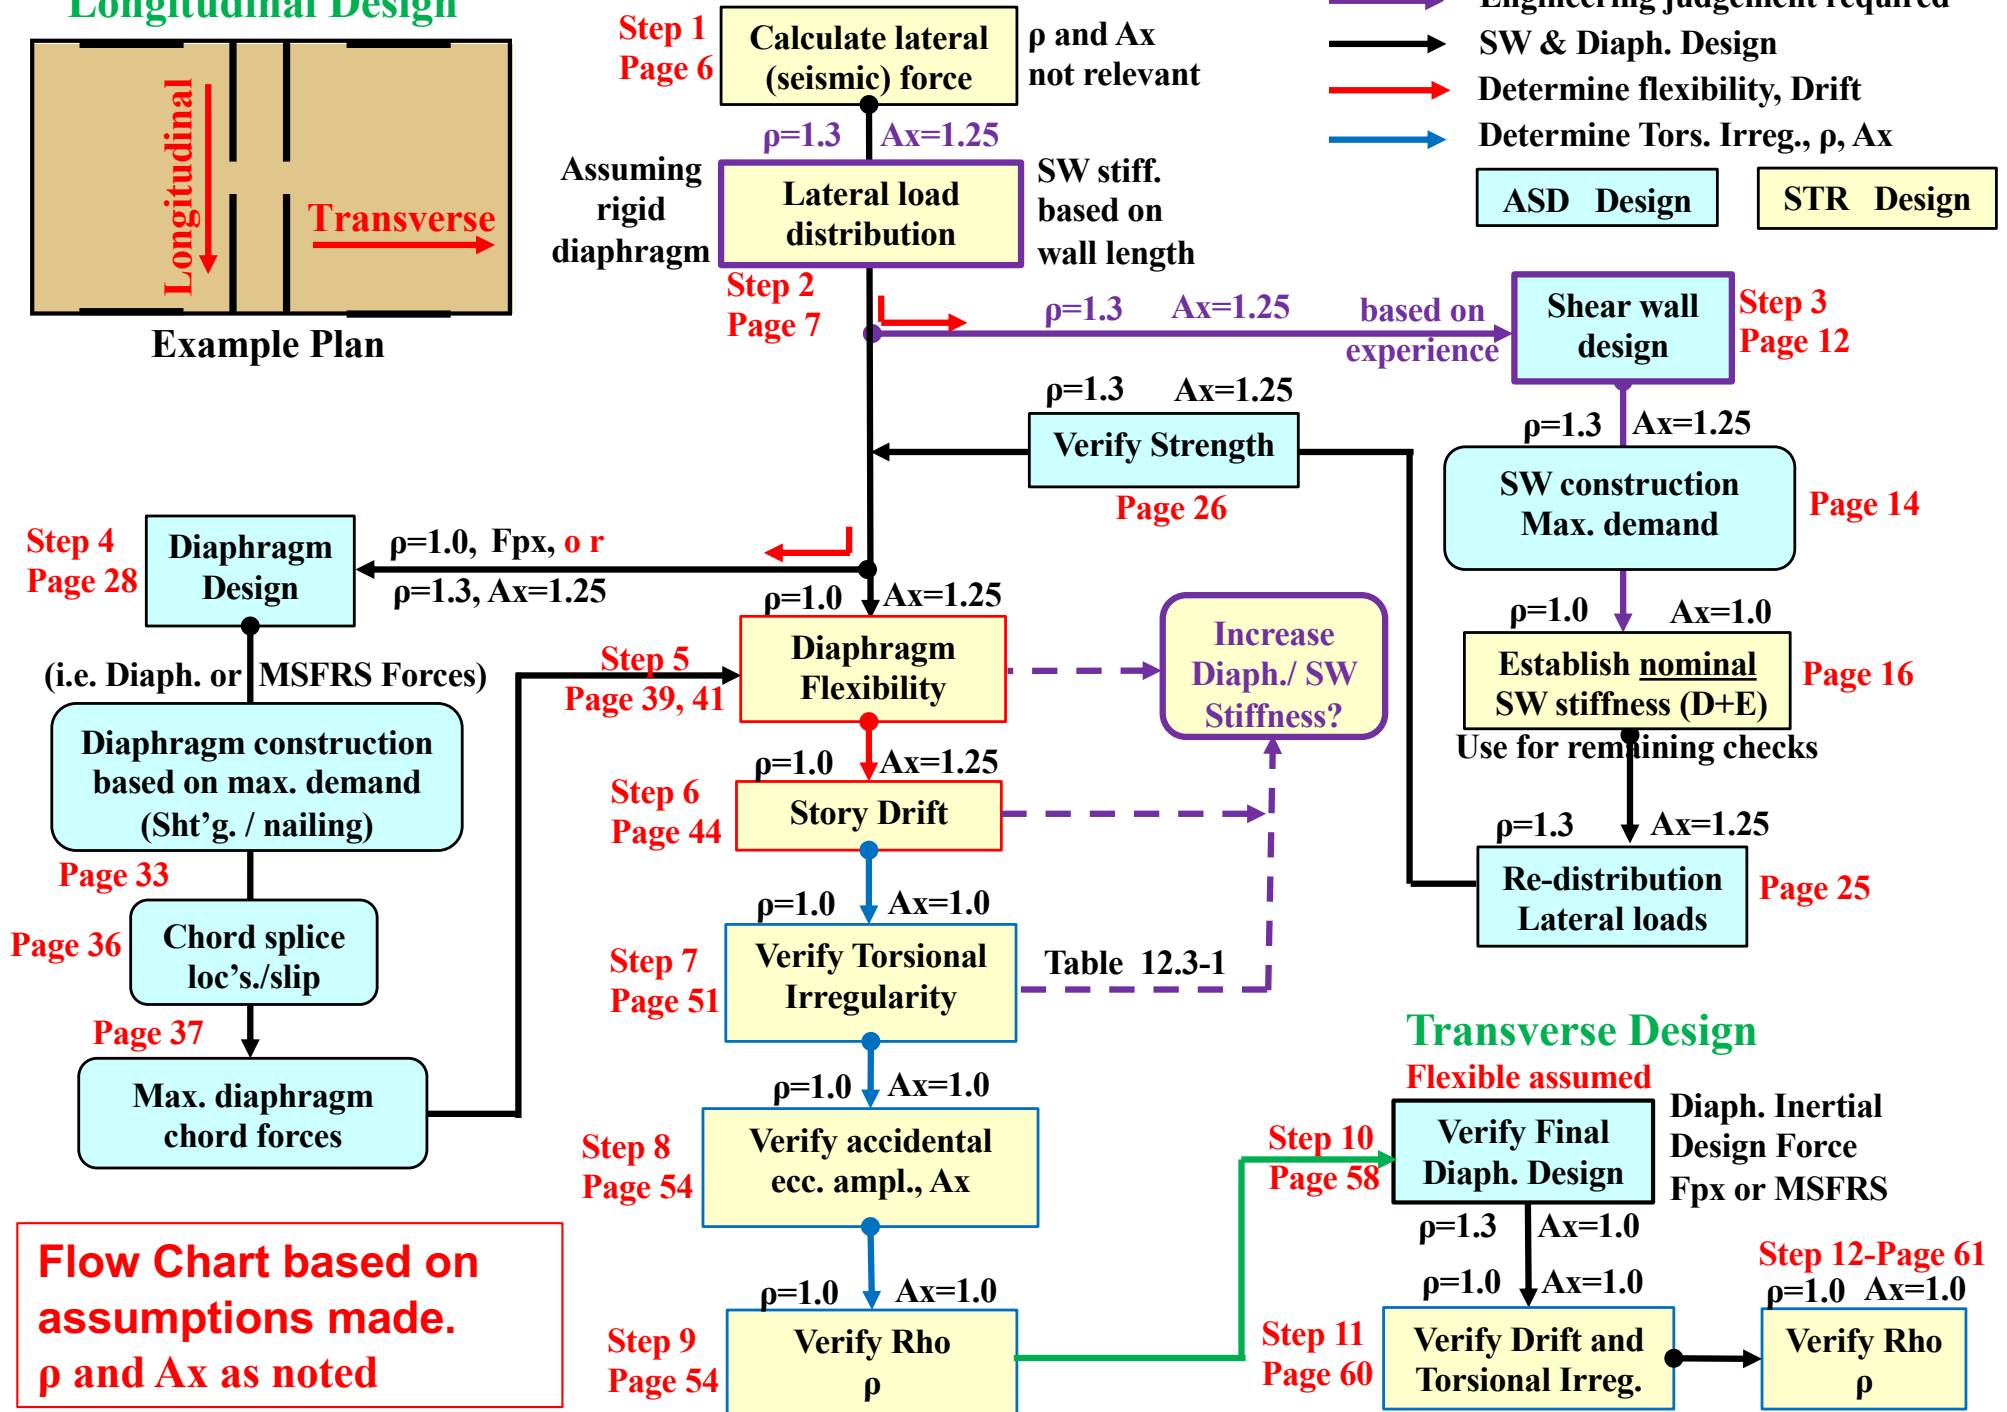 Longitudinal Design
Longitudinal
Transverse
Example Plan
Step 1
Page 6
Calculate lateral
(seismic) force
ρ and Ax
not relevant
Engineering judgement required
SW & Diaph. Design
Determine flexibility, Drift
Determine Tors. Irreg., ρ, Ax
ASD Design
STR Design
ρ=1.3 Ax=1.25
Assuming
rigid
diaphragm
Lateral load
distribution
SW stiff.
based on
wall length
Step 2
Page 7
ρ=1.3 Ax=1.25 based on
experience
Shear wall
design
Step 3
Page 12
ρ=1.3 Ax=1.25
SW construction
Max. demand
Page 14
ρ=1.0 Ax=1.0
Establish nominal
SW stiffness (D+E)
Page 16
Use for remaining checks
ρ=1.3 Ax=1.25
Re-distribution
Lateral loads
Page 25
ρ=1.3 Ax=1.25
Verify Strength
Page 26
Step 4
Page 28
Diaphragm
Design
ρ=1.0, Fpx, o r
ρ=1.3, Ax=1.25
(i.e. Diaph. or MSFRS Forces)
Diaphragm construction
based on max. demand
(Sht’g. / nailing)
Page 33
Page 36
Chord splice
loc's./slip
Page 37
Max. diaphragm
chord forces
ρ=1.0 Ax=1.25
Step 5
Page 39, 41
Diaphragm
Flexibility
Increase
Diaph./ SW
Stiffness?
ρ=1.0 Ax=1.25
Step 6
Page 44
Story Drift
ρ=1.0 Ax=1.0
Step 7
Page 51
Verify Torsional
Irregularity
Table 12.3-1
ρ=1.0 Ax=1.0
Step 8
Page 54
Verify accidental
ecc. ampl., Ax
ρ=1.0 Ax=1.0
Step 9
Page 54
Verify Rho
ρ
Transverse Design
Flexible assumed
Step 10
Page 58
Verify Final
Diaph. Design
Diaph. Inertial
Design Force
Fpx or MSFRS
ρ=1.3 Ax=1.0
ρ=1.0 Ax=1.0
Step 11
Page 60
Verify Drift and
Torsional Irreg.
Step 12-Page 61
ρ=1.0 Ax=1.0
Verify Rho
ρ
Flow Chart based on
assumptions made.
ρ and Ax as noted